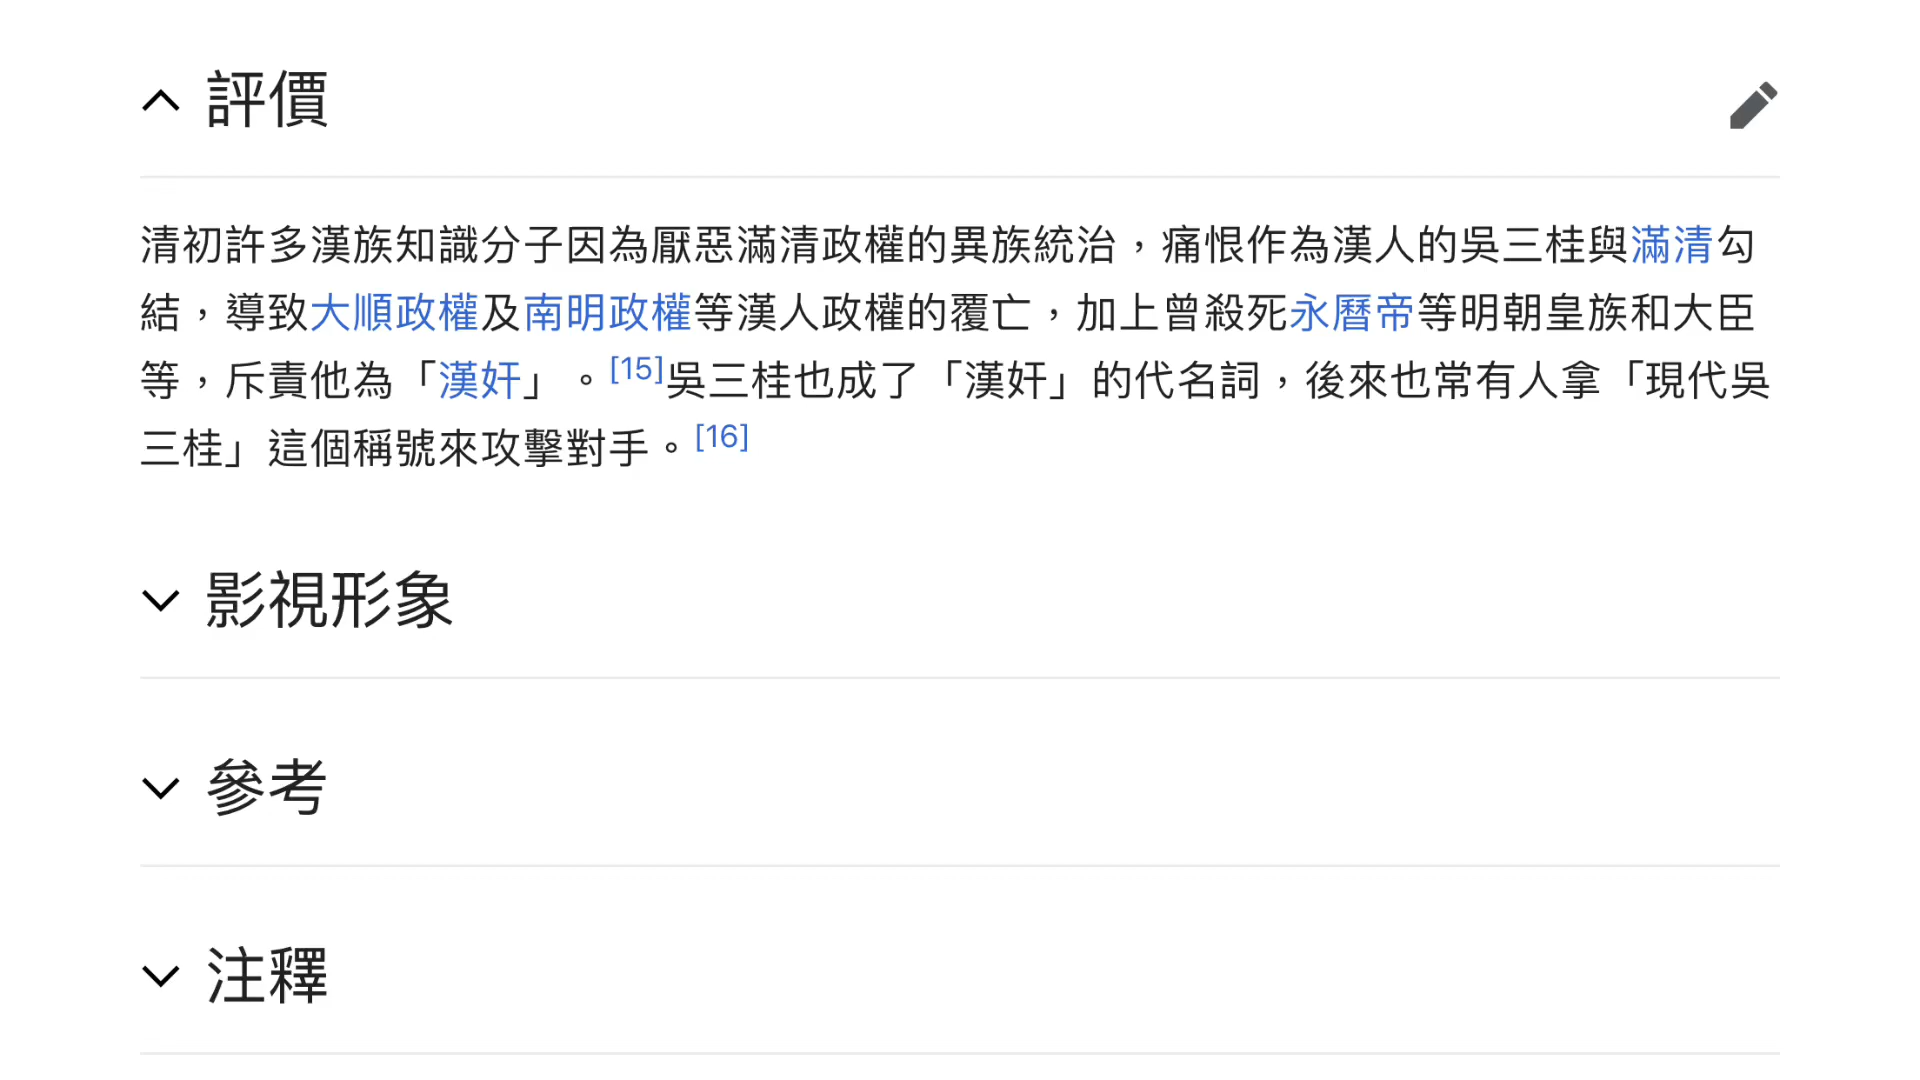 評價
清初許多漢族知識分子因為厭惡滿清政權的異族統治，痛恨作為漢人的吳三桂與滿清勾
結，導致大順政權及南明政權等漢人政權的覆亡，加上曾殺死永曆帝等明朝皇族和大臣
等，斥責他為「漢奸」。[15]吳三桂也成了「漢奸」的代名詞，後來也常有人拿「現代吳
三桂」這個稱號來攻擊對手。[16]
影視形象
參考
注釋